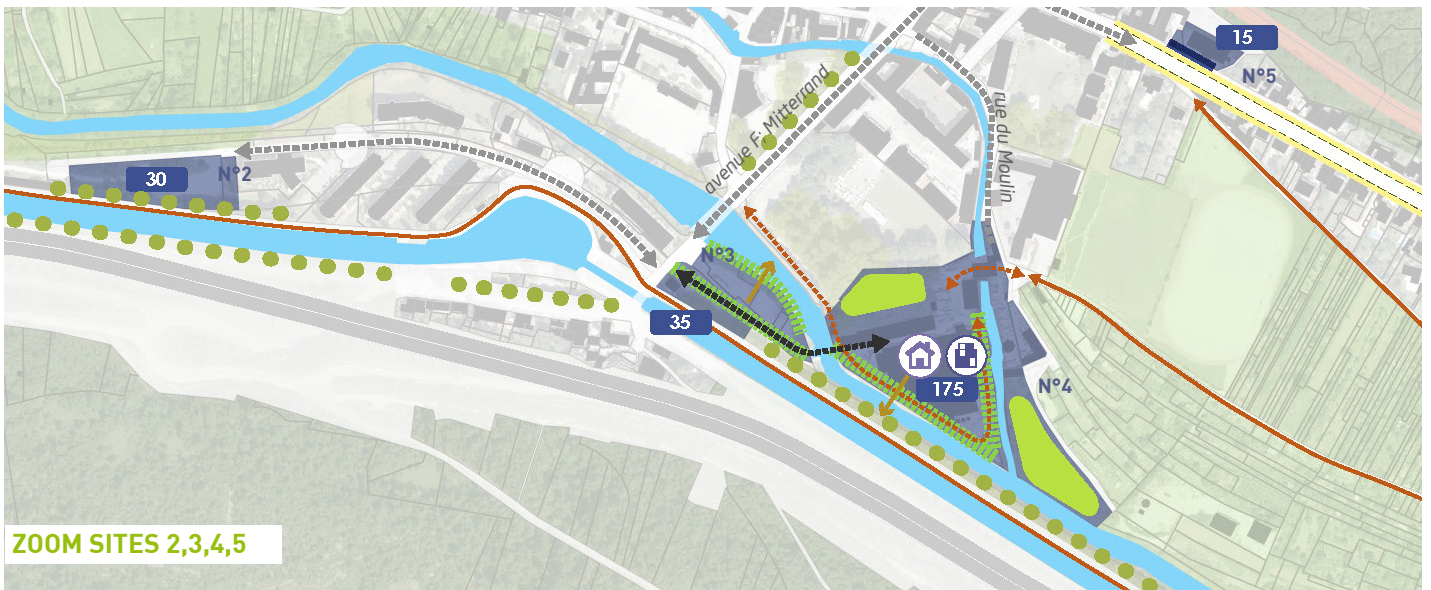 15
N°5
avenue F. Mitterrand
rue du Moulin
30
N°2
N°3
35
175
N°4
ZOOM SITES 2,3,4,5